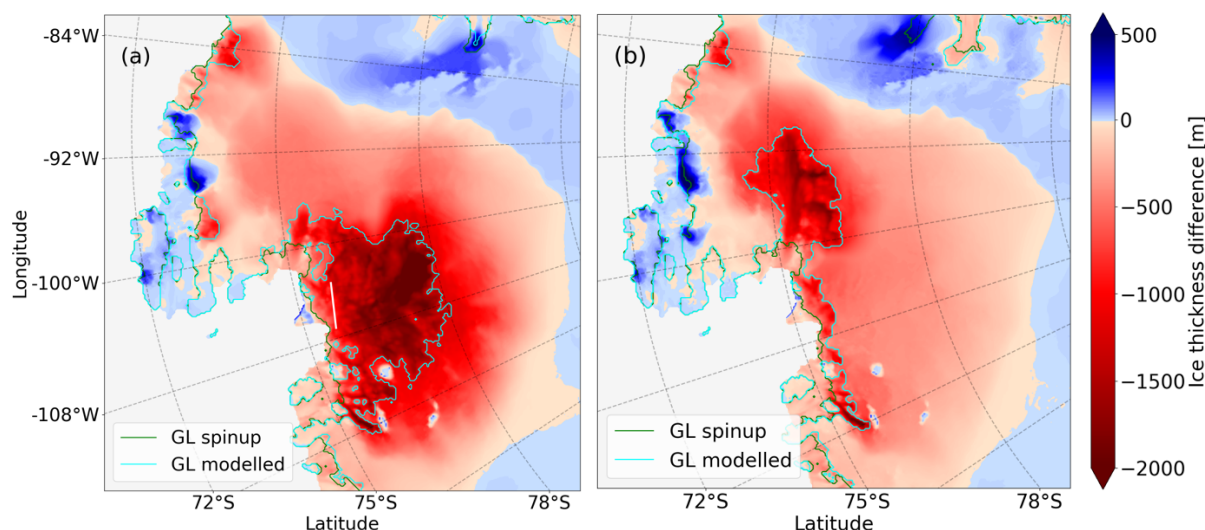 (a)
(b)
-84°W
-92°W
-100°W
-108°W
Longitude
GL spinup
GL modelled
72°S
75°S
78°S
Latitude
GL spinup
GL modelled
72°S
75°S
78°S
Latitude
500
0
−500
−1000
−1500
−2000
Ice thickness difference [m]